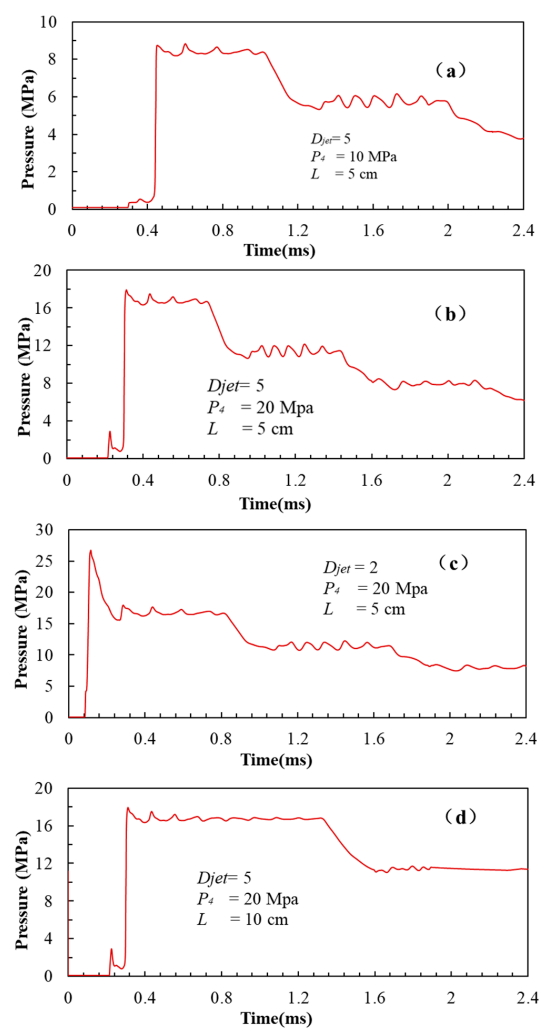 10
8
6
4
2
0
Pressure (MPa)
（a）
Djet= 5
P4 = 10 MPa
L = 5 cm
0 0.4 0.8 1.2 1.6 2.0 2.4
Time(ms)
20
16
12
8
4
0
Pressure (MPa)
（b）
Djet= 5
P4 = 20 Mpa
L = 5 cm
0 0.4 0.8 1.2 1.6 2.0 2.4
Time(ms)
30
25
20
15
10
5
0
Pressure (MPa)
（c）
Djet = 2
P4 = 20 Mpa
L = 5 cm
0 0.4 0.8 1.2 1.6 2 2.4
Time(ms)
20
16
12
8
4
0
Pressure (MPa)
（d）
Djet= 5
P4 = 20 Mpa
L = 10 cm
0 0.4 0.8 1.2 1.6 2.0 2.4
Time(ms)